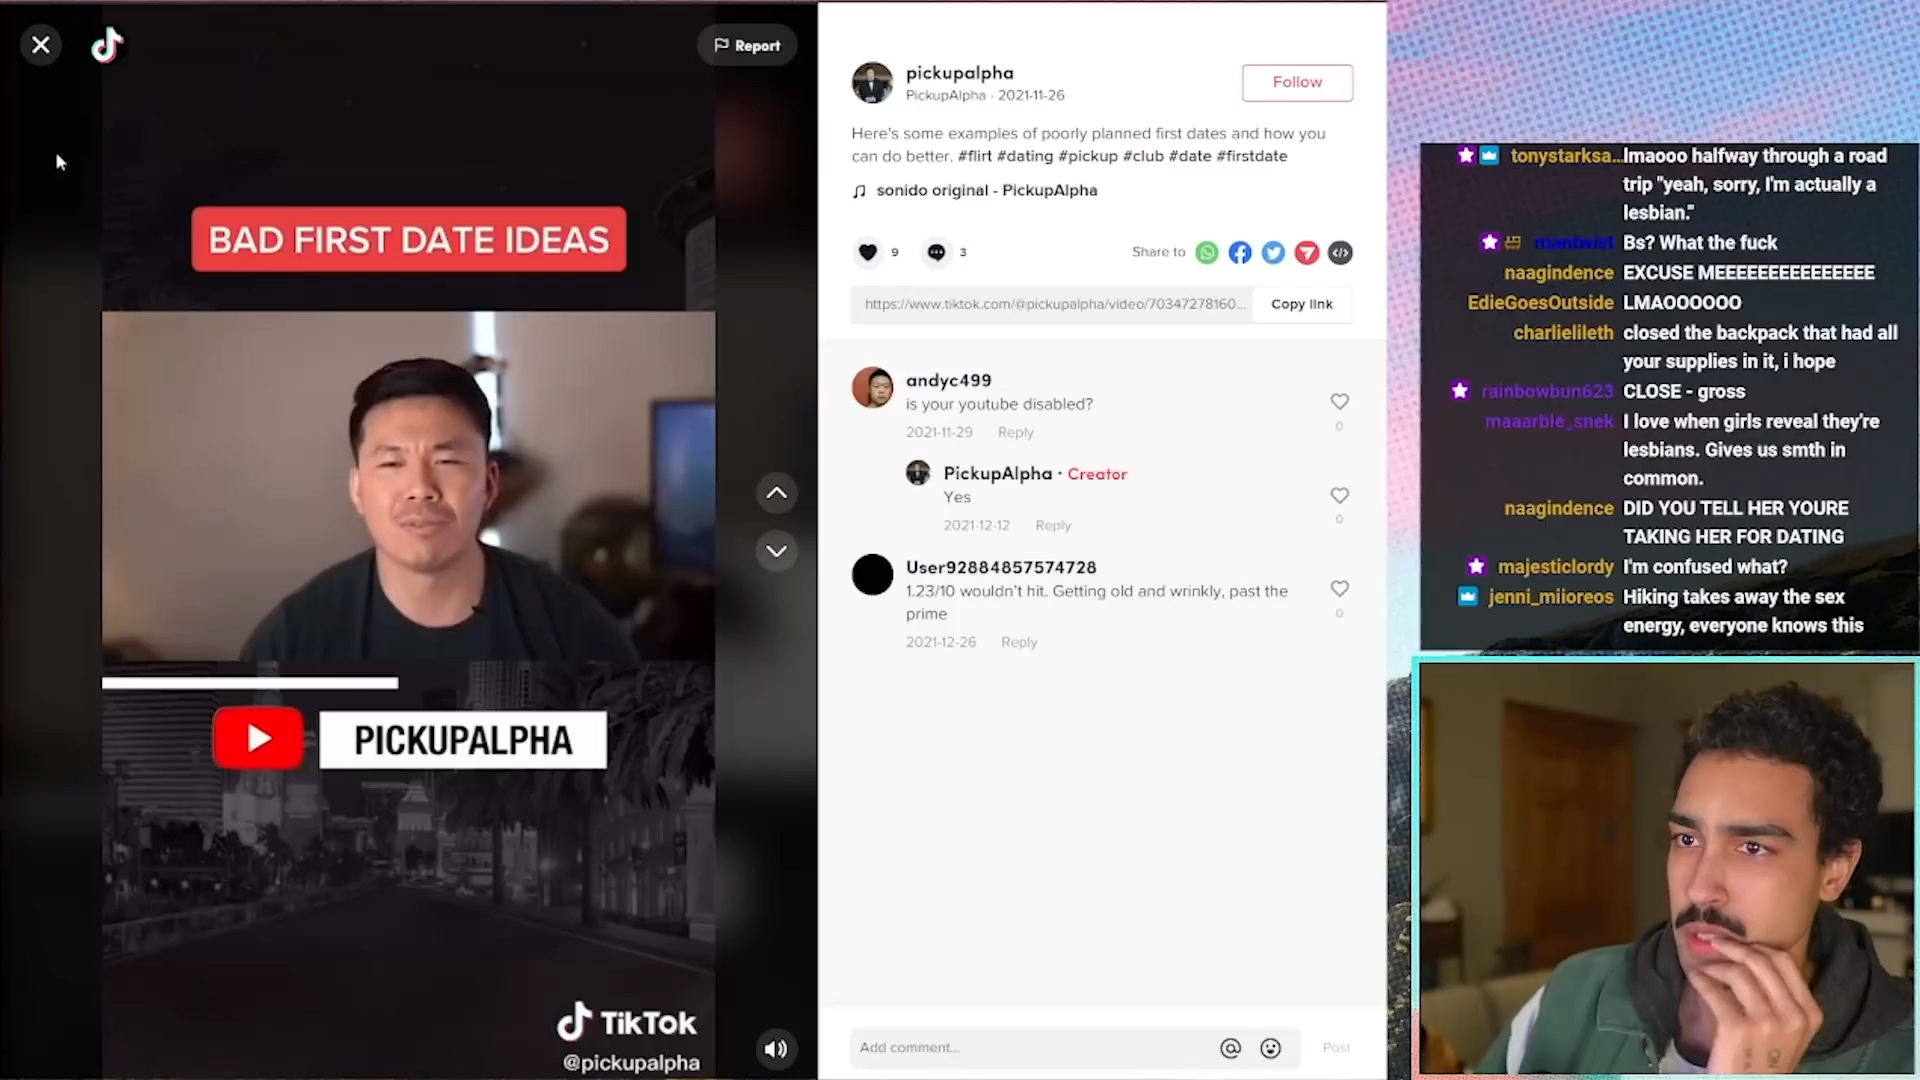 Report
BAD FIRST DATE IDEAS
PICKUPALPHA
TikTok
@pickupalpha
pickupalpha
PickupAlpha · 2021-11-26
Follow
Here's some examples of poorly planned first dates and how you
can do better. #flirt #dating #pickup #club #date #firstdate
sonido original - PickupAlpha
9
3
Share to
https://www.tiktok.com/@pickupalpha/video/70347278160...
Copy link
andyc499
is your youtube disabled?
2021-11-29 Reply
0
PickupAlpha · Creator
Yes
2021-12-12 Reply
0
User92884857574728
1.23/10 wouldn't hit. Getting old and wrinkly, past the
prime
2021-12-26 Reply
0
Add comment...
Post
tonystarksa...lmaooo halfway through a road
trip "yeah, sorry, I'm actually a
lesbian."
roantwist Bs? What the fuck
naagindence EXCUSE MEEEEEEEEEEEEEEE
EdieGoesOutside LMAOOOOOO
charlielileth closed the backpack that had all
your supplies in it, i hope
rainbowbun623 CLOSE - gross
maaarble_snek I love when girls reveal they're
lesbians. Gives us smth in
common.
naagindence DID YOU TELL HER YOURE
TAKING HER FOR DATING
majesticlordy I'm confused what?
jenni_miioreos Hiking takes away the sex
energy, everyone knows this